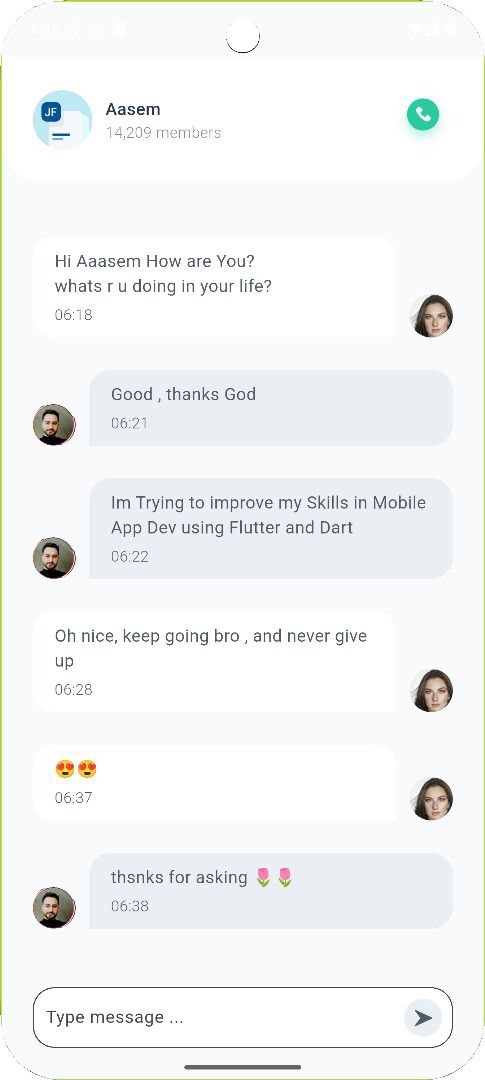 JF
Aasem
14,209 members
Hi Aaasem How are You?
whats r u doing in your life?
06:18
Good , thanks God
06:21
Im Trying to improve my Skills in Mobile
App Dev using Flutter and Dart
06:22
Oh nice, keep going bro , and never give
up
06:28
😍😍
06:37
thsnks for asking 🌷🌷
06:38
Type message ...